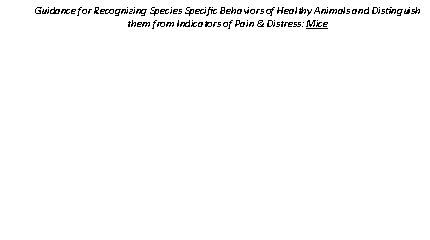 Guidance for Recognizing Species Specific Behaviors of Healthy Animals and Distinguish
them from Indicators of Pain & Distress: Mice